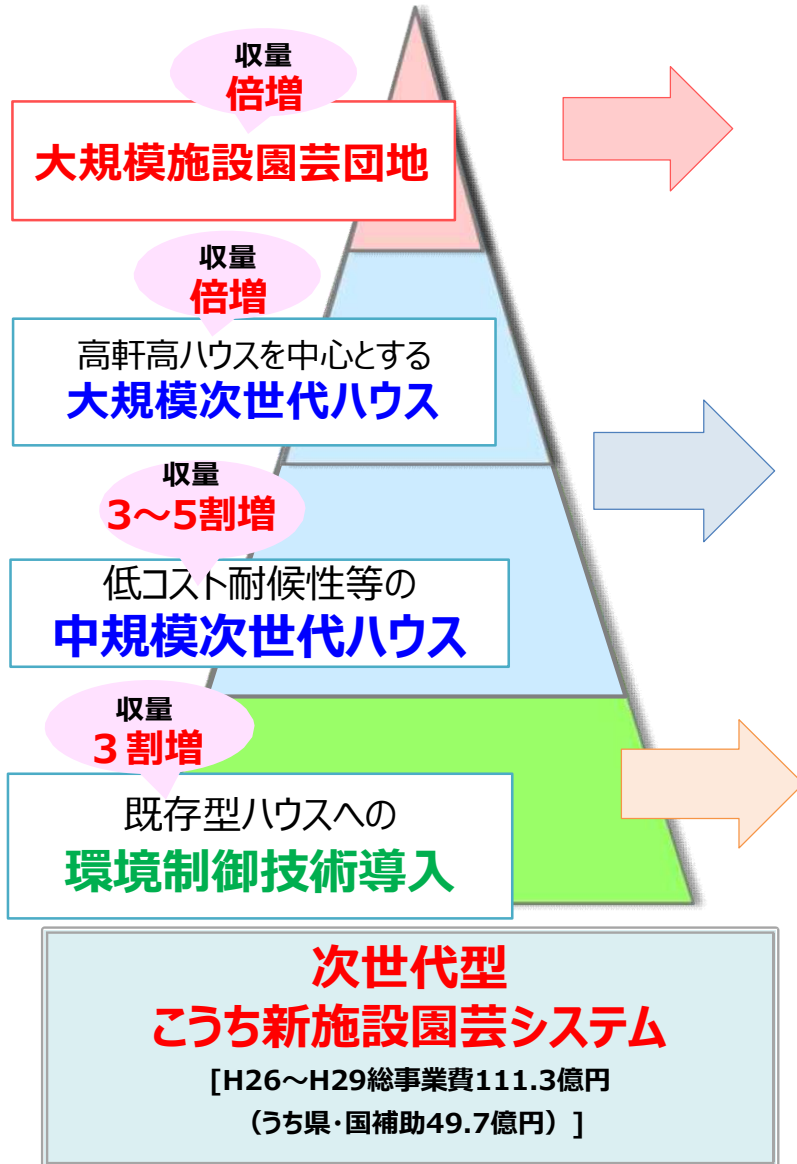 収量
倍増
大規模施設園芸団地
収量
倍増
高軒高ハウスを中心とする
大規模次世代ハウス
収量
3～5割増
低コスト耐候性等の
中規模次世代ハウス
収量
３割増
既存型ハウスへの
環境制御技術導入
次世代型
こうち新施設園芸システム
[H26～H29総事業費111.3億円
（うち県・国補助49.7億円）]